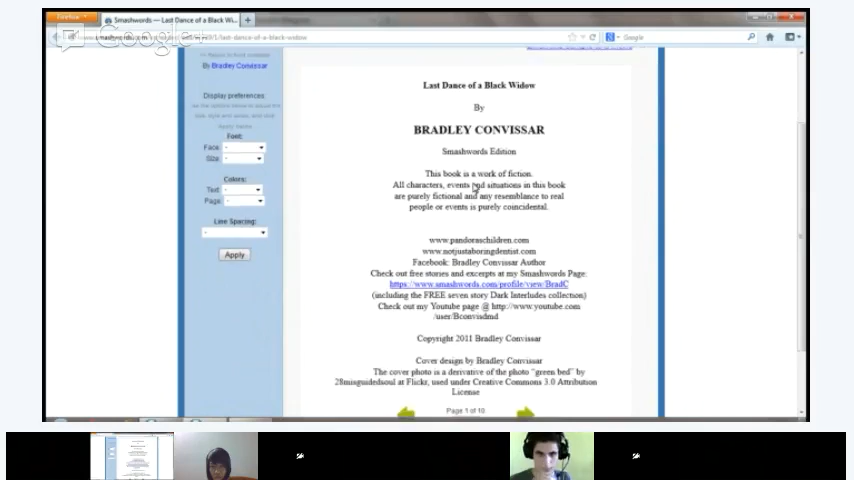 Firefox
Smashwords — Last Dance of a Black Wi...
Google+
last-dance-of-a-black-widow
Google
By Bradley Convissar
Display preferences:
Font:
Face: -
Size: -
Colors:
Text: -
Page: -
Line Spacing:
-
Apply
Last Dance of a Black Widow
By
BRADLEY CONVISSAR
Smashwords Edition
This book is a work of fiction.
All characters, events and situations in this book
are purely fictional and any resemblance to real
people or events is purely coincidental.
www.pandoraschildren.com
www.notjustaboringdentist.com
Facebook: Bradley Convissar Author
Check out free stories and excerpts at my Smashwords Page:
https://www.smashwords.com/profile/view/BradC
(including the FREE seven story Dark Interludes collection)
Check out my Youtube page @ http://www.youtube.com
/user/Bconvisdmd
Copyright 2011 Bradley Convissar
Cover design by Bradley Convissar
The cover photo is a derivative of the photo "green bed" by
28misguidedsoul at Flickr, used under Creative Commons 3.0 Attribution
License
Page 1 of 10